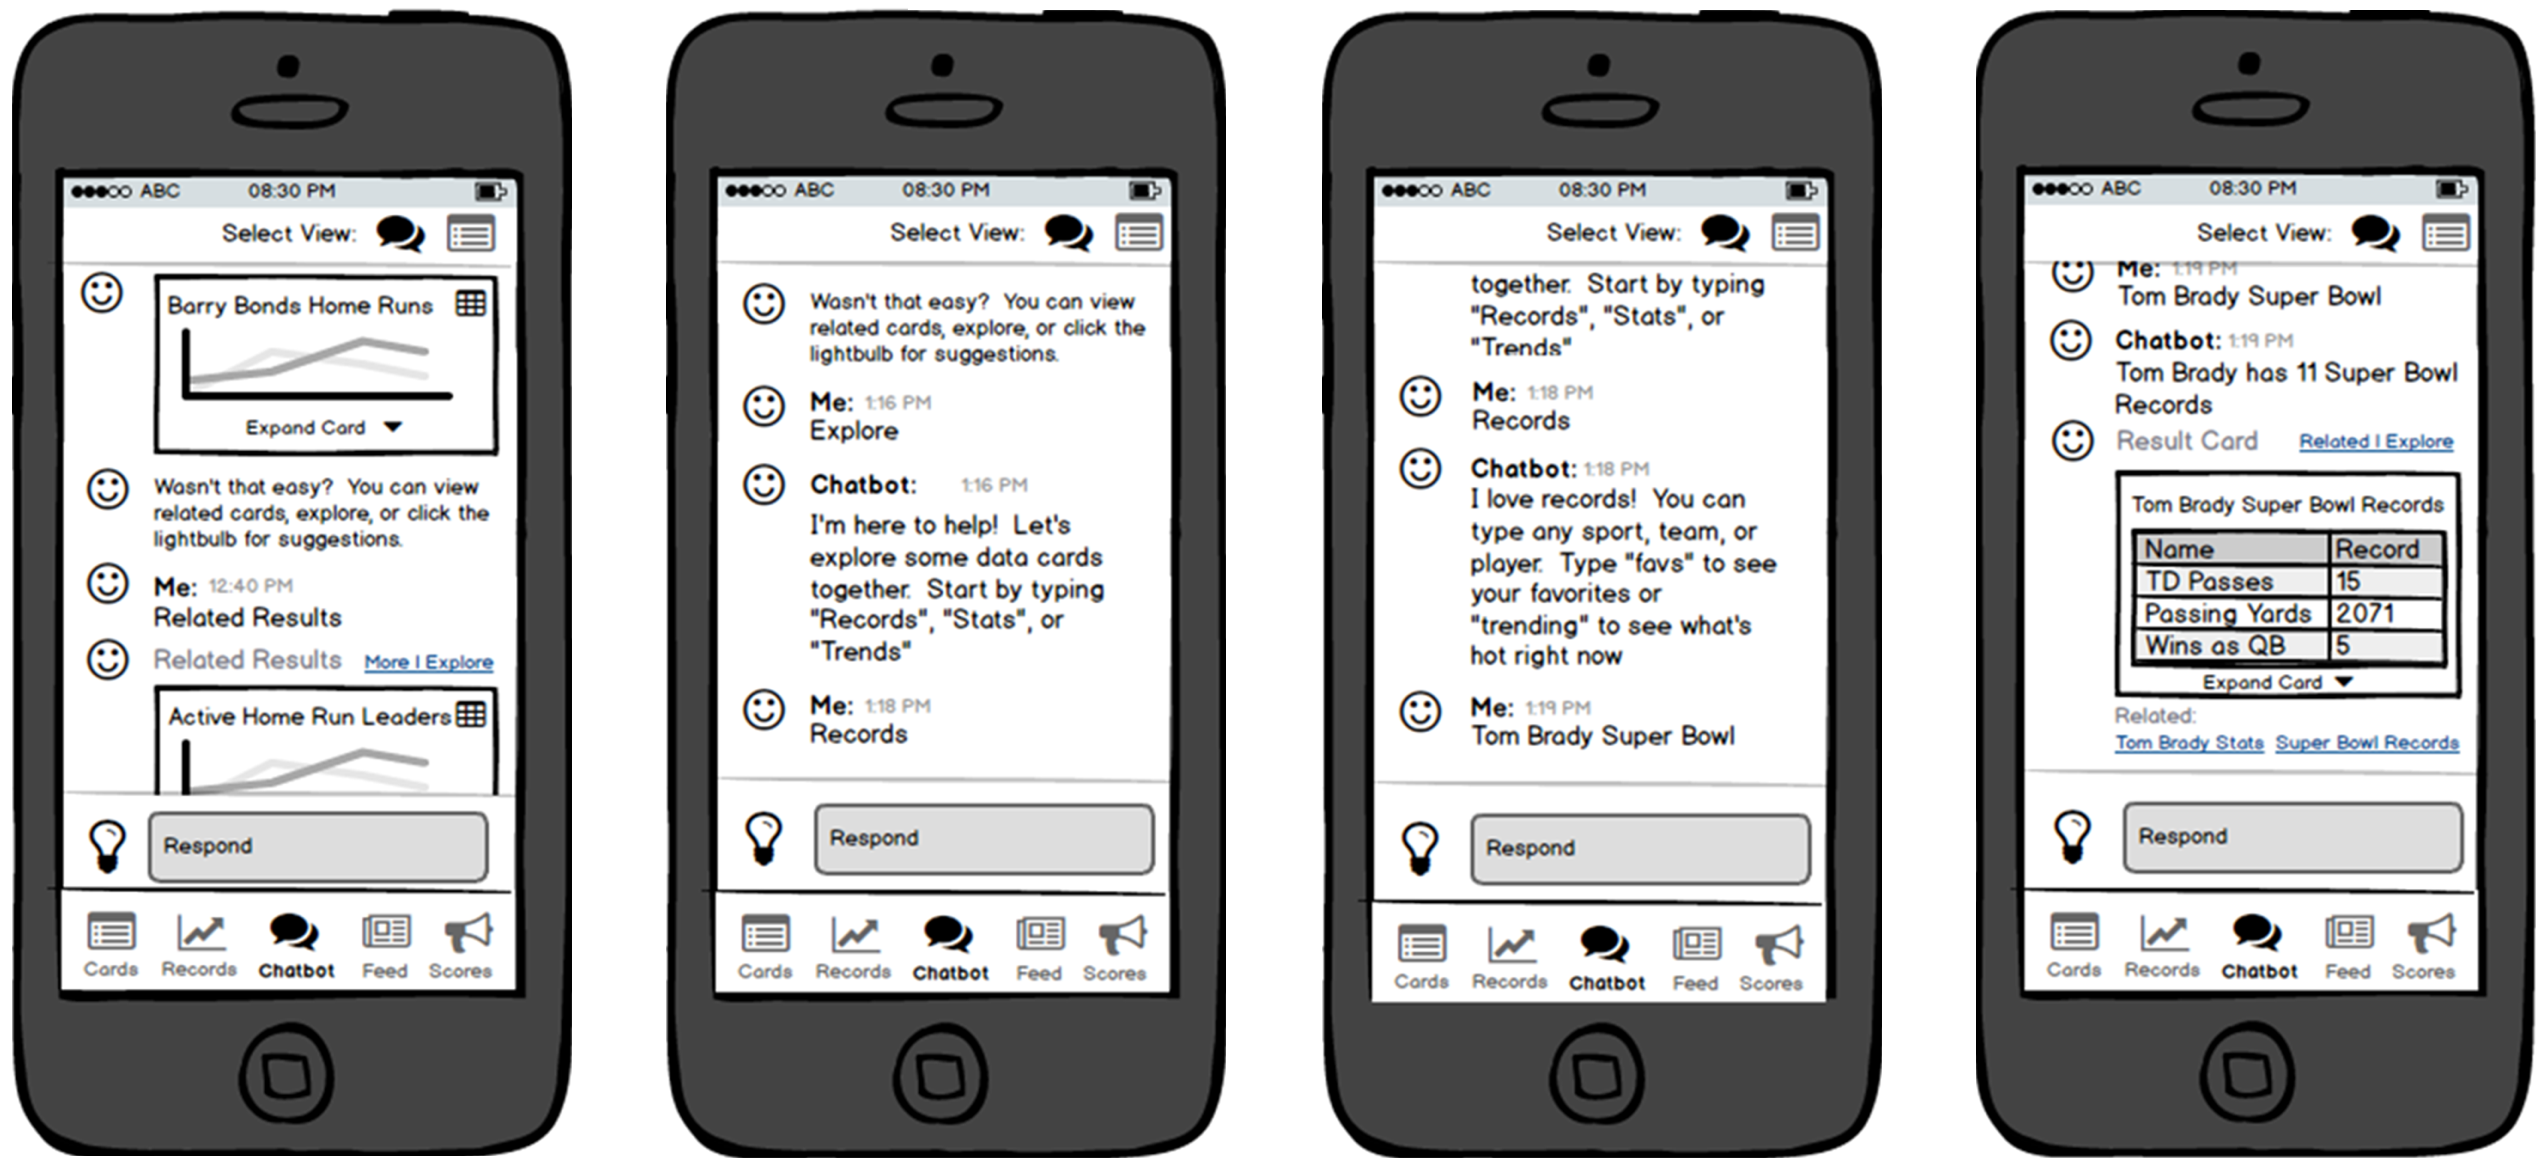 ABC 08:30 PM
Select View:
Barry Bonds Home Runs
Expand Card
Wasn't that easy? You can view
related cards, explore, or click the
lightbulb for suggestions.
Me: 12:40 PM
Related Results
Related Results More | Explore
Active Home Run Leaders
Respond
Cards Records Chatbot Feed Scores
ABC 08:30 PM
Select View:
Wasn't that easy? You can view
related cards, explore, or click the
lightbulb for suggestions.
Me: 1:16 PM
Explore
Chatbot: 1:16 PM
I'm here to help! Let's
explore some data cards
together. Start by typing
"Records", "Stats", or
"Trends"
Me: 1:18 PM
Records
Respond
Cards Records Chatbot Feed Scores
ABC 08:30 PM
Select View:
together. Start by typing
"Records", "Stats", or
"Trends"
Me: 1:18 PM
Records
Chatbot: 1:18 PM
I love records! You can
type any sport, team, or
player. Type "favs" to see
your favorites or
"trending" to see what's
hot right now
Me: 1:19 PM
Tom Brady Super Bowl
Respond
Cards Records Chatbot Feed Scores
ABC 08:30 PM
Select View:
Me: 1:19 PM
Tom Brady Super Bowl
Chatbot: 1:19 PM
Tom Brady has 11 Super Bowl
Records
Result Card Related | Explore
Tom Brady Super Bowl Records
Name Record
TD Passes 15
Passing Yards 2071
Wins as QB 5
Expand Card
Related:
Tom Brady Stats Super Bowl Records
Respond
Cards Records Chatbot Feed Scores